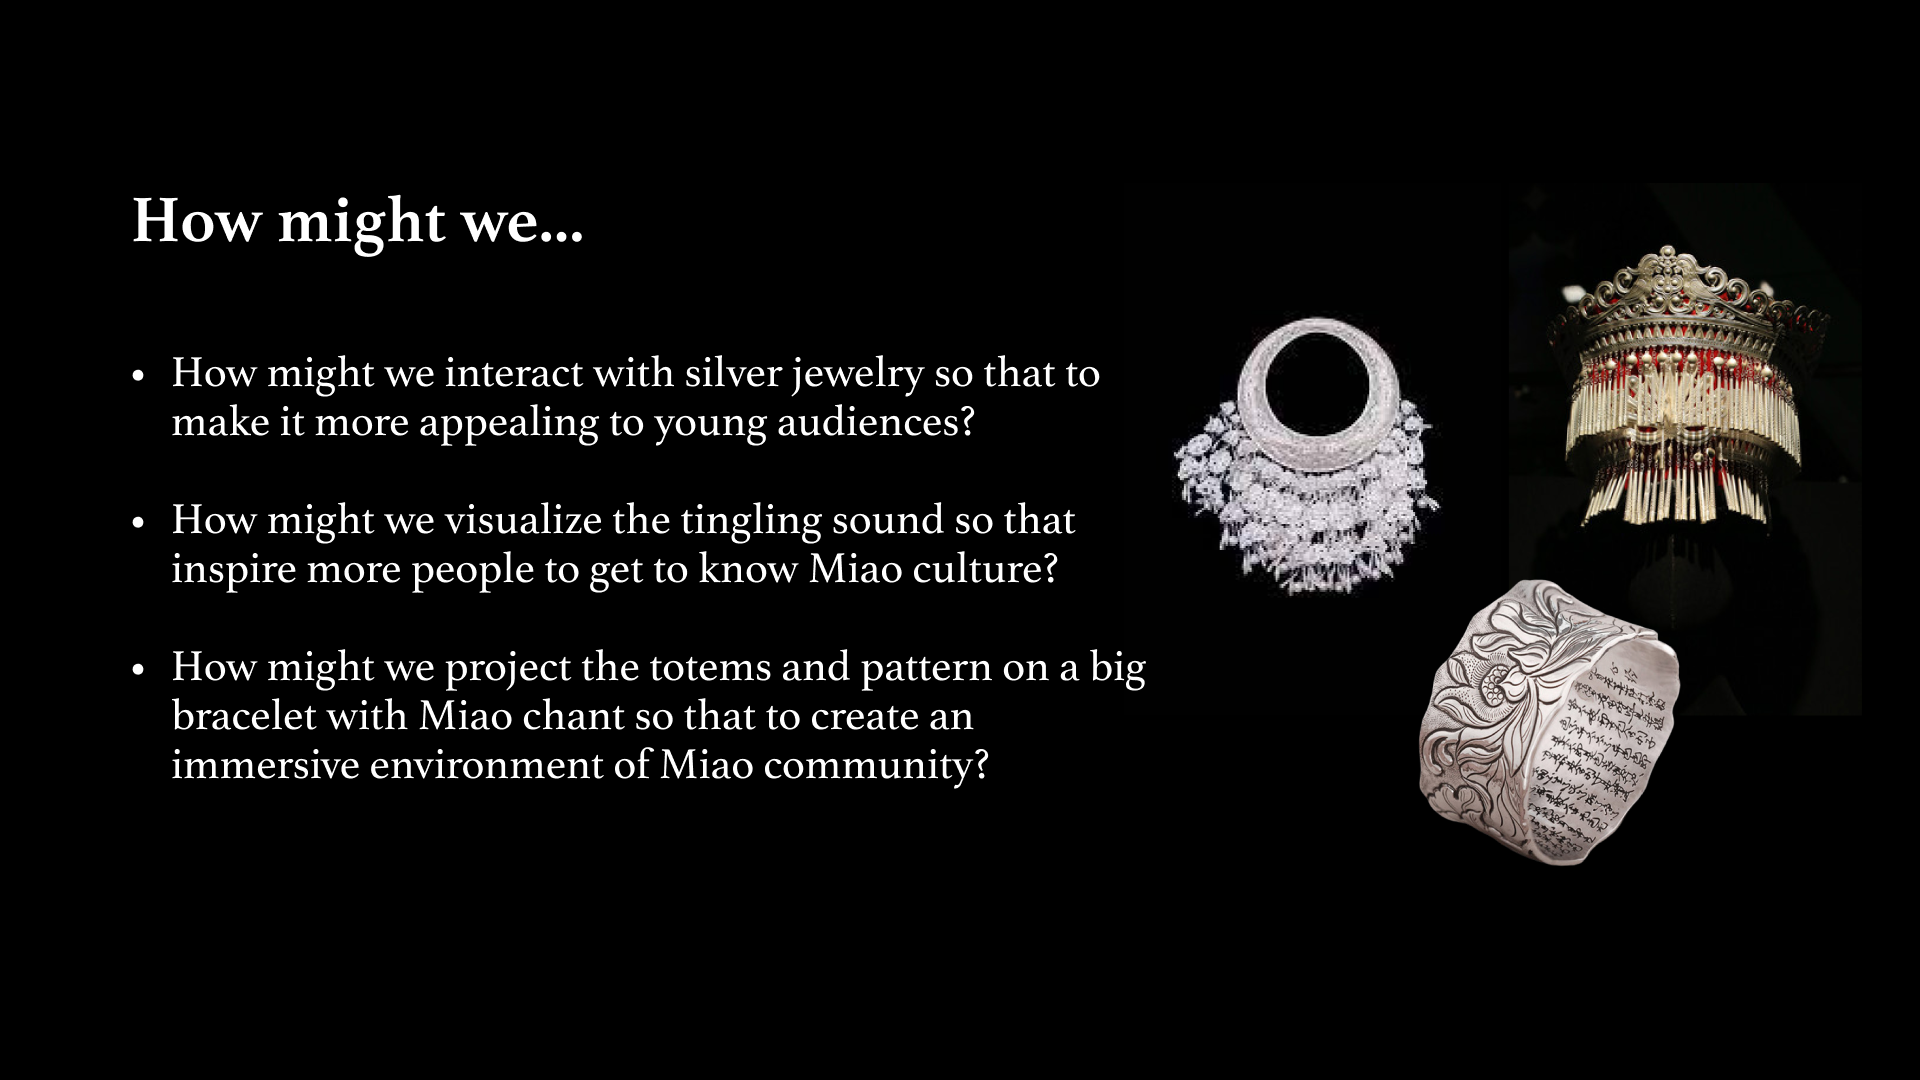 How might we...
• How might we interact with silver jewelry so that to
make it more appealing to young audiences?
• How might we visualize the tingling sound so that
inspire more people to get to know Miao culture?
• How might we project the totems and pattern on a big
bracelet with Miao chant so that to create an
immersive environment of Miao community?